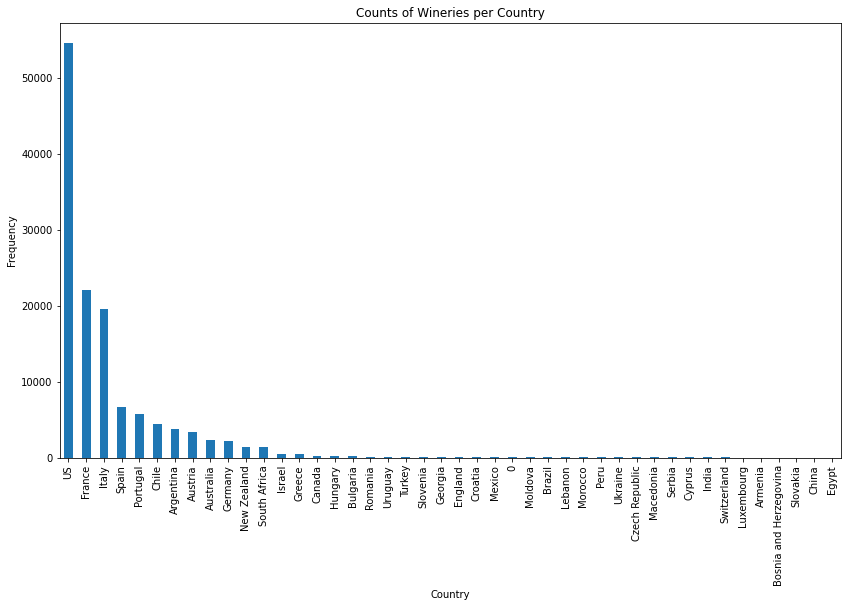 Counts of Wineries per Country
Frequency
50000
40000
30000
20000
10000
0
US
France
Italy
Spain
Portugal
Chile
Argentina
Austria
Australia
Germany
New Zealand
South Africa
Israel
Greece
Canada
Hungary
Bulgaria
Romania
Uruguay
Turkey
Slovenia
Georgia
England
Croatia
Mexico
0
Moldova
Brazil
Lebanon
Morocco
Peru
Ukraine
Czech Republic
Macedonia
Serbia
Cyprus
India
Switzerland
Luxembourg
Armenia
Bosnia and Herzegovina
Slovakia
China
Egypt
Country